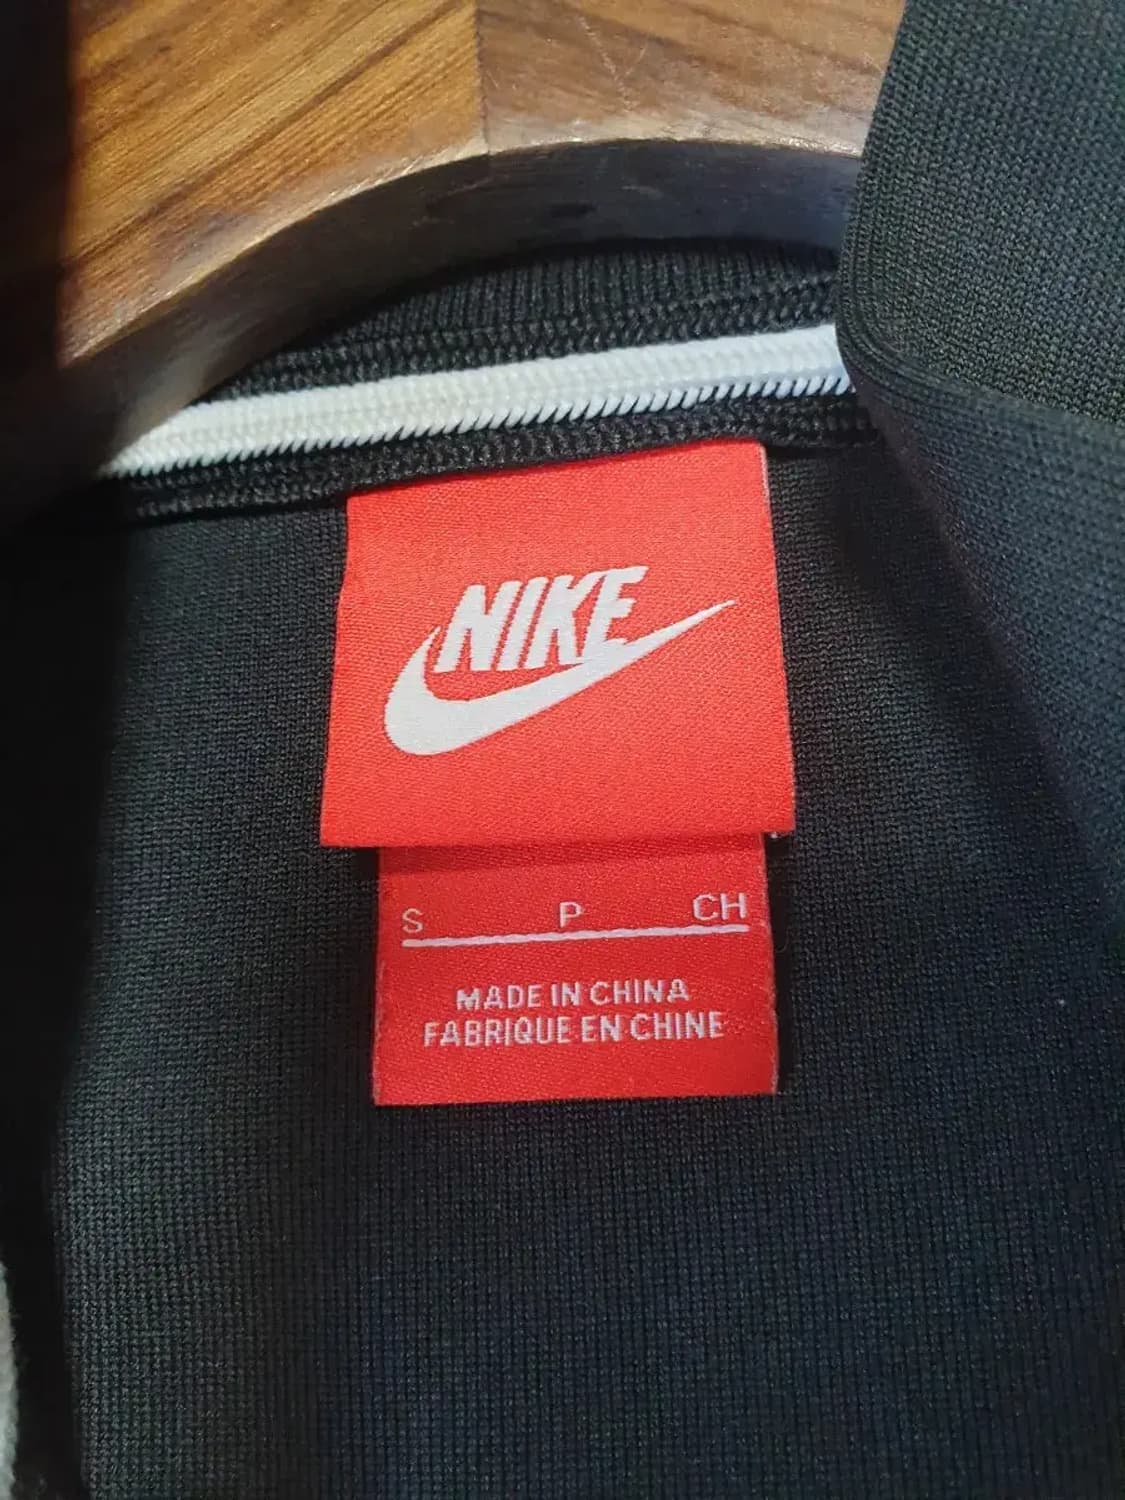 NIKE
S P CH
MADE IN CHINA
FABRIQUE EN CHINE